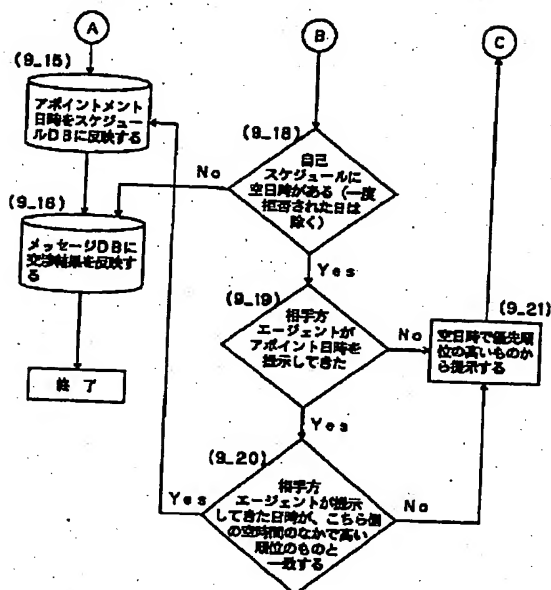 A
B
C
(9_15)
アポイントメント
日時をスケジュー
ルDBに反映する
(9_18)
自己
スケジュールに
空日時がある(一度
拒否された日は
除く)
No
(9_16)
メッセージDBに
交渉結果を反映す
る
Yes
(9_19)
相手方
エージェントが
アポイント日時を
提示してきた
No
(9_21)
空日時で優先順
位の高いものか
ら提示する
終 了
Yes
(9_20)
相手方
エージェントが提示
してきた日時が、こちら側
の空時間のなかで高い
順位のものと
一致する
Yes
No